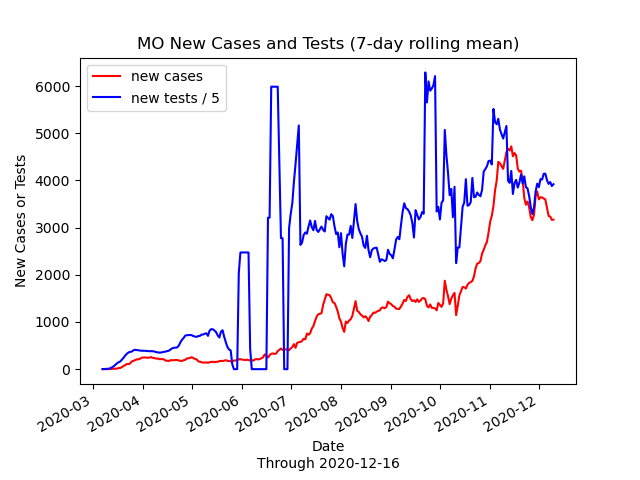 MO New Cases and Tests (7-day rolling mean)
new cases
new tests / 5
New Cases or Tests
6000
5000
4000
3000
2000
1000
0
2020-03
2020-04
2020-05
2020-06
2020-07
2020-08
2020-09
2020-10
2020-11
2020-12
Date
Through 2020-12-16